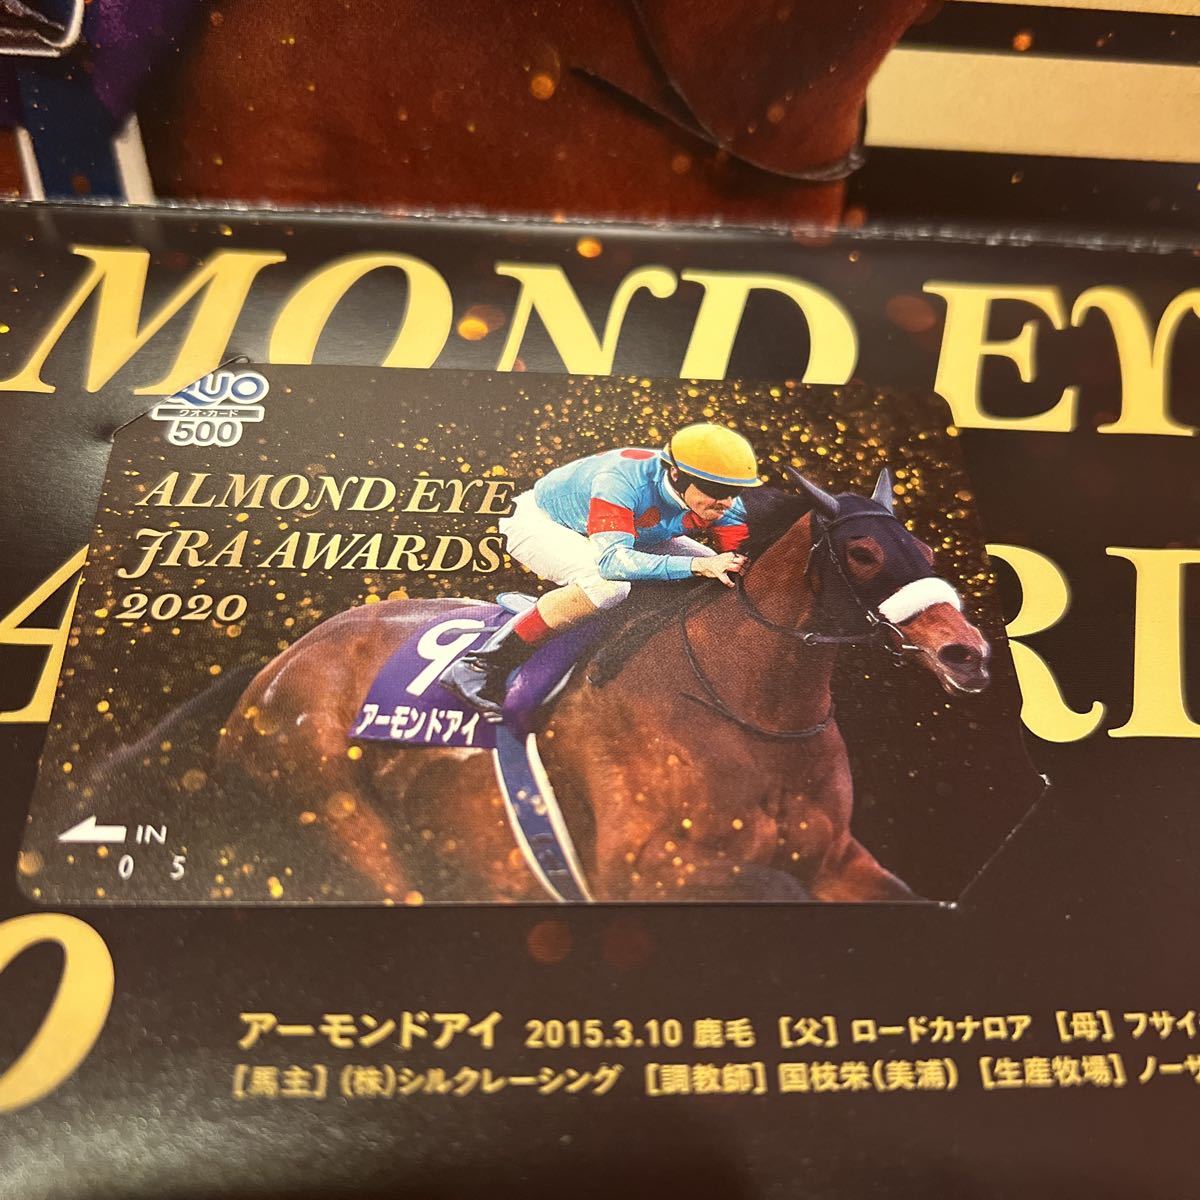 MOND EYE
QUO
クオ・カード
500
ALMOND EYE
JRA AWARDS
2020
9
アーモンドアイ
IN
0 5
アーモンドアイ 2015.3.10 鹿毛 [父] ロードカナロア [母] フサイ
[馬主] (株)シルクレーシング [調教師] 国枝栄(美浦) [生産牧場] ノーザ